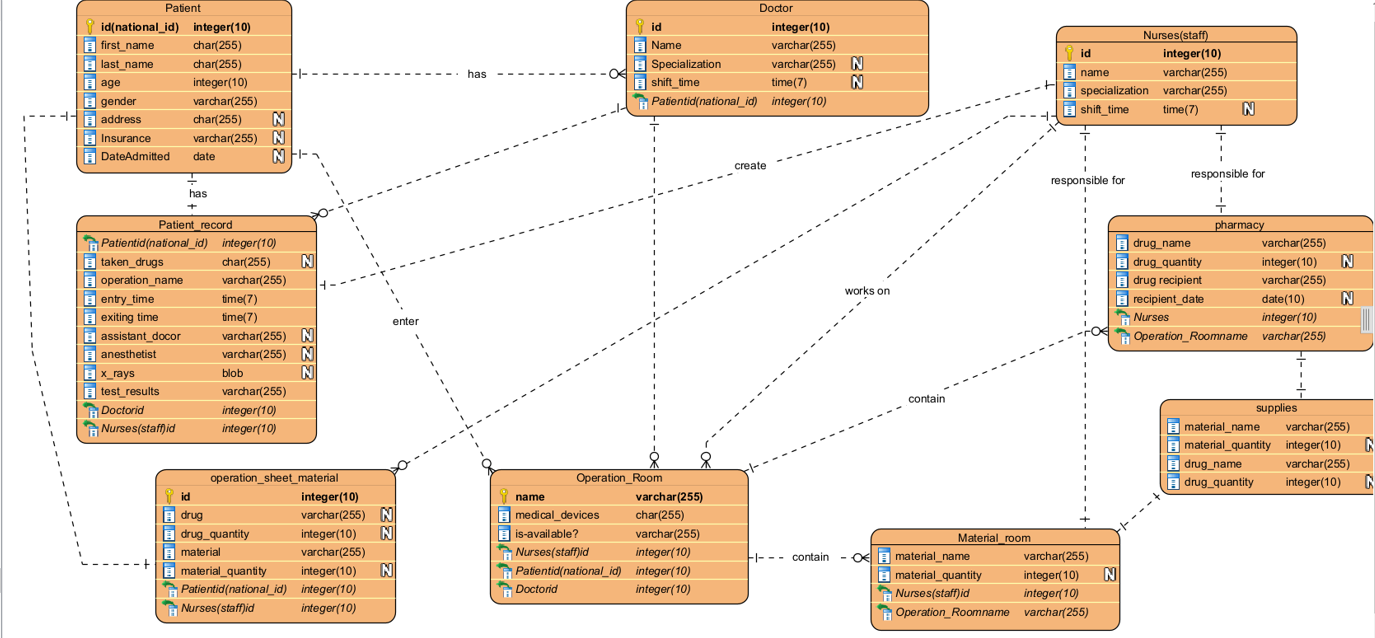 Patient
id(national_id) integer(10)
first_name char(255)
last_name char(255)
age integer(10)
gender varchar(255)
address char(255) N
Insurance varchar(255) N
DateAdmitted date N
has
Doctor
id integer(10)
Name varchar(255)
Specialization varchar(255) N
shift_time time(7) N
Patientid(national_id) integer(10)
Nurses(staff)
id integer(10)
name varchar(255)
specialization varchar(255)
shift_time time(7) N
create
responsible for
responsible for
has
Patient_record
Patientid(national_id) integer(10)
taken_drugs char(255) N
operation_name varchar(255)
entry_time time(7)
exiting time time(7)
assistant_docor varchar(255) N
anesthetist varchar(255) N
x_rays blob N
test_results varchar(255)
Doctorid integer(10)
Nurses(staff)id integer(10)
enter
works on
contain
pharmacy
drug_name varchar(255)
drug_quantity integer(10) N
drug recipient varchar(255)
recipient_date date(10) N
Nurses integer(10)
Operation_Roomname varchar(255)
supplies
material_name varchar(255)
material_quantity integer(10) N
drug_name varchar(255)
drug_quantity integer(10) N
operation_sheet_material
id integer(10)
drug varchar(255) N
drug_quantity integer(10) N
material varchar(255)
material_quantity integer(10) N
Patientid(national_id) integer(10)
Nurses(staff)id integer(10)
Operation_Room
name varchar(255)
medical_devices char(255)
is-available? varchar(255)
Nurses(staff)id integer(10)
Patientid(national_id) integer(10)
Doctorid integer(10)
contain
Material_room
material_name varchar(255)
material_quantity integer(10) N
Nurses(staff)id integer(10)
Operation_Roomname varchar(255)